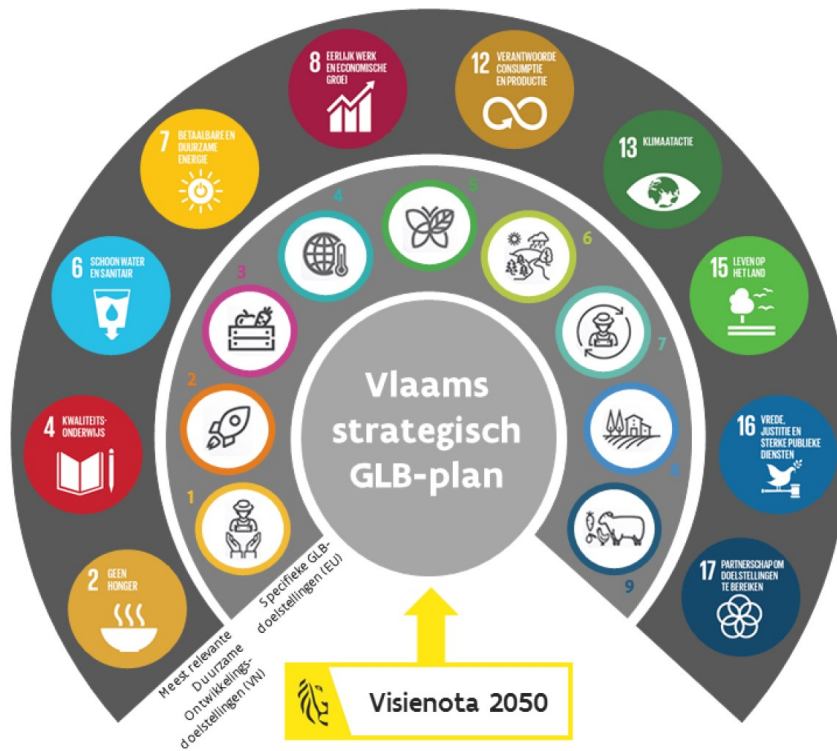 8
EERLIJK WERK
EN ECONOMISCHE
GROEI
12
VERANTWOORDE
CONSUMPTIE
EN PRODUCTIE
7
BETAALBARE EN
DUURZAME
ENERGIE
13
KLIMAATACTIE
6
SCHOON WATER
EN SANITAIR
15
LEVEN OP
HET LAND
4
KWALITEITS-
ONDERWIJS
16
VREDE,
JUSTITIE EN
STERKE PUBLIEKE
DIENSTEN
2
GEEN
HONGER
17
PARTNERSCHAP OM
DOELSTELLINGEN
TE BEREIKEN
1
2
3
4
5
6
7
8
9
Vlaams
strategisch
GLB-plan
Specifieke GLB-
doelstellingen (EU)
Meest relevante
Duurzame
Ontwikkelings-
doelstellingen (VN)
Visienota 2050